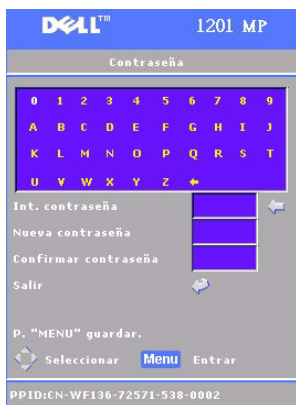 DELL™ 1201 MP
Contraseña
0 1 2 3 4 5 6 7 8 9
A B C D E F G H I J
K L M N O P Q R S T
U V W X Y Z ←
Int. contraseña
Nueva contraseña
Confirmar contraseña
Salir
P. "MENU" guardar.
Seleccionar Menu Entrar
PPID:CN-WF136-72571-538-0002